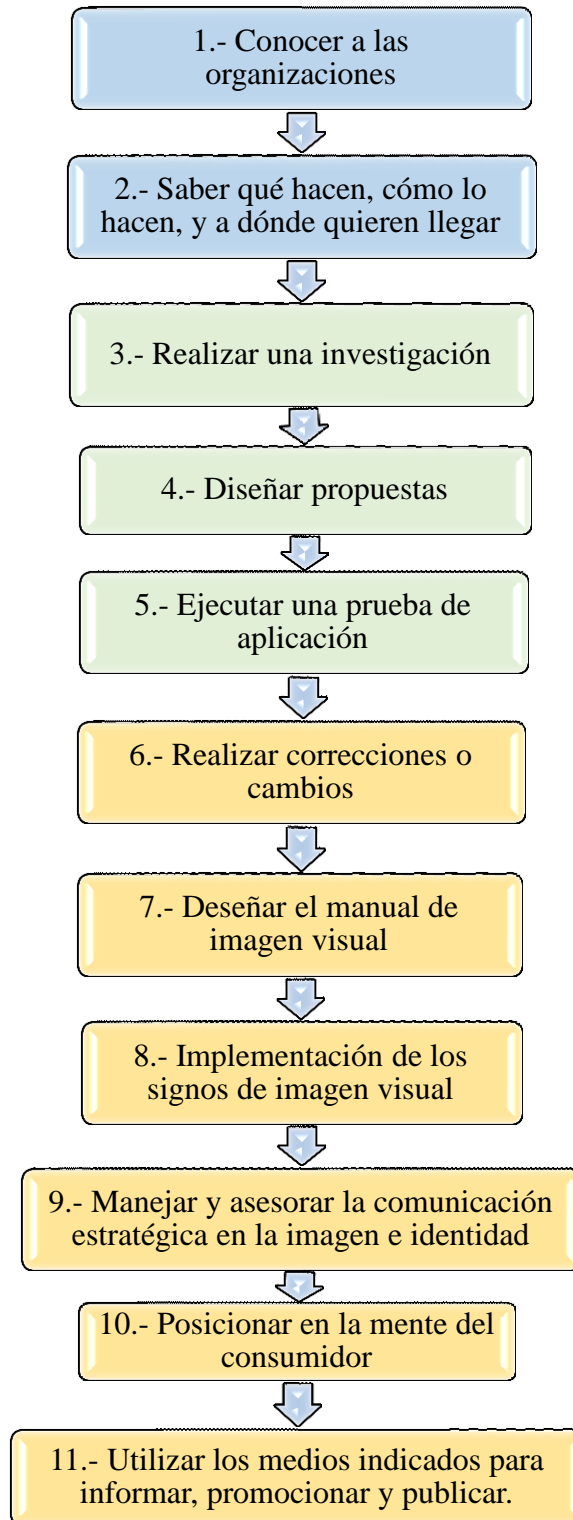 1.- Conocer a las
organizaciones
2.- Saber qué hacen, cómo lo
hacen, y a dónde quieren llegar
3.- Realizar una investigación
4.- Diseñar propuestas
5.- Ejecutar una prueba de
aplicación
6.- Realizar correcciones o
cambios
7.- Deseñar el manual de
imagen visual
8.- Implementación de los
signos de imagen visual
9.- Manejar y asesorar la comunicación
estratégica en la imagen e identidad
10.- Posicionar en la mente del
consumidor
11.- Utilizar los medios indicados para
informar, promocionar y publicar.